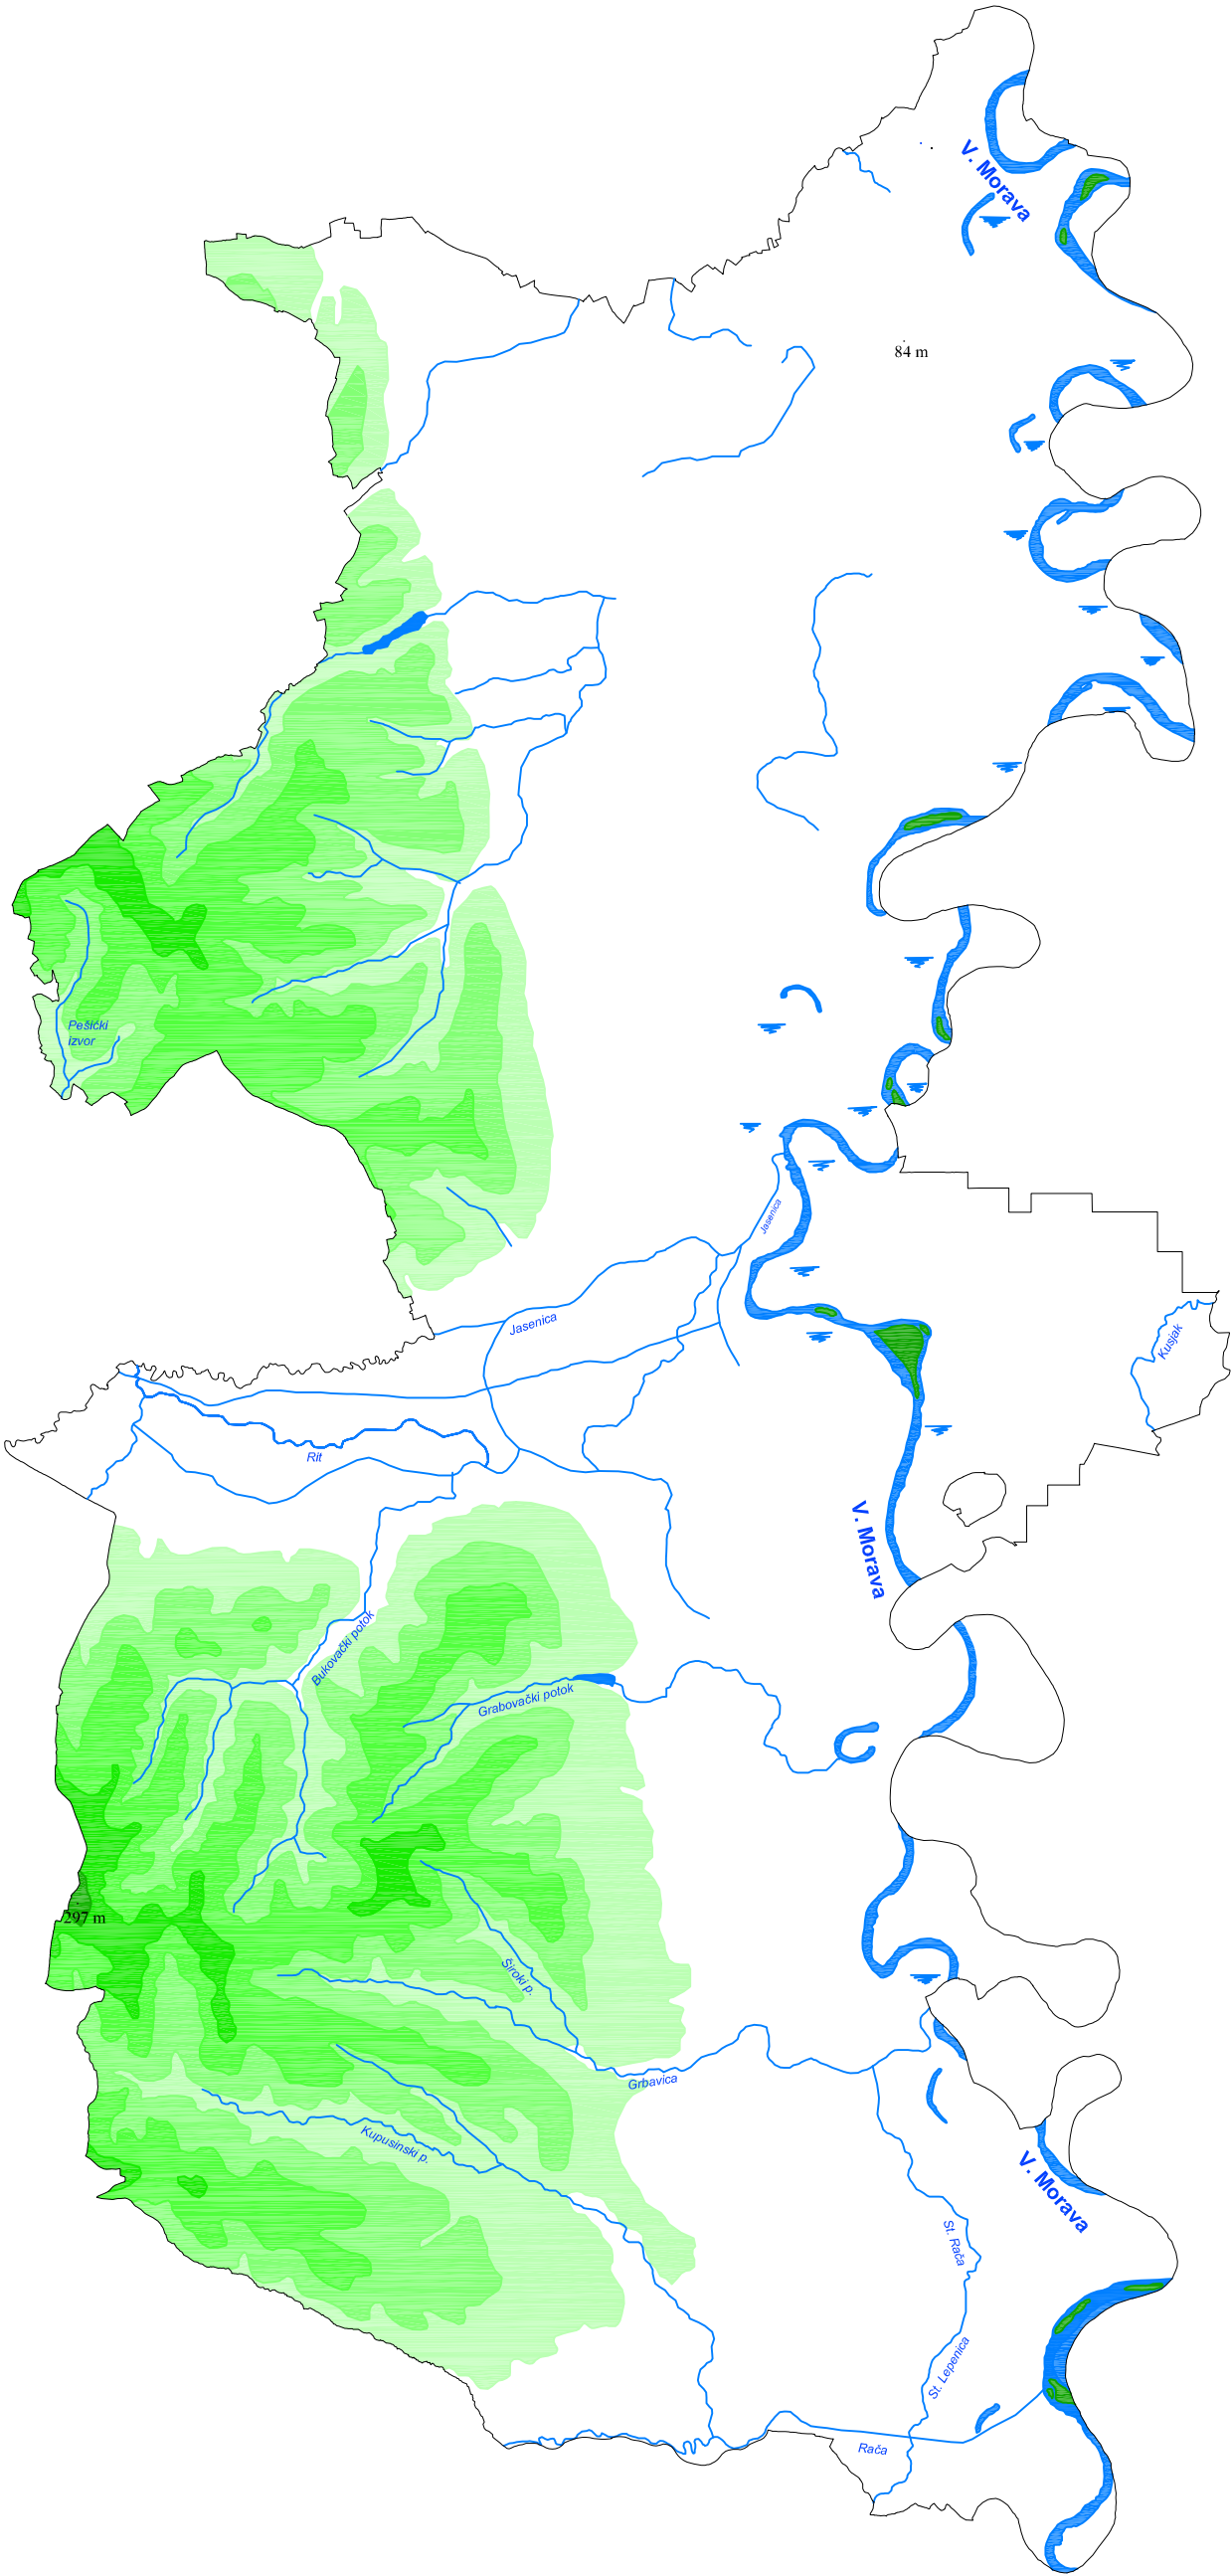 V. Morava
84 m
Pešićki
izvor
Jasenica
Jasenica
Kusjak
Rit
V. Morava
Bukovački potok
Grabovački potok
297 m
Široki p.
Grbavica
Kupusinski p.
V. Morava
St. Rača
St. Lepenica
Rača